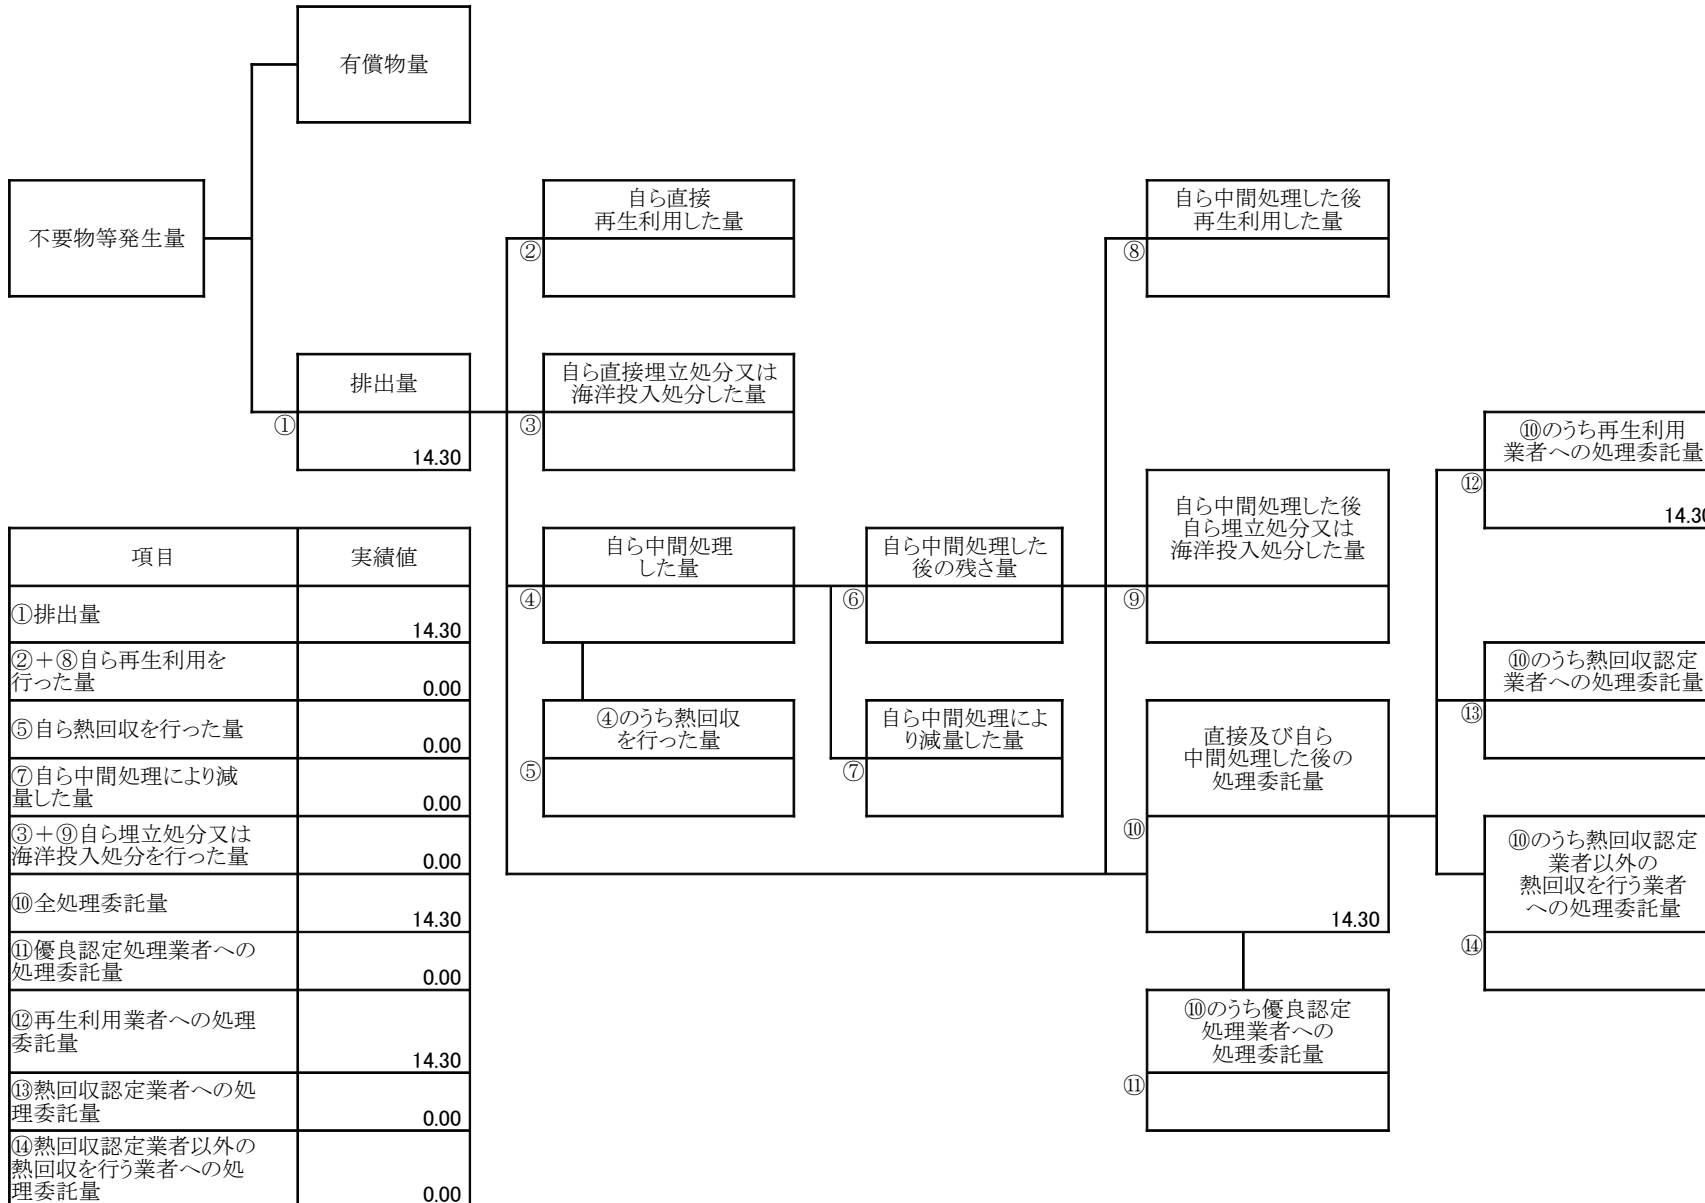 有償物量
不要物等発生量
自ら直接
再生利用した量
②
自ら中間処理した後
再生利用した量
⑧
排出量
①
14.30
自ら直接埋立処分又は
海洋投入処分した量
③
⑩のうち再生利用
業者への処理委託量
⑫
14.30
自ら中間処理
した量
④
自ら中間処理した
後の残さ量
⑥
自ら中間処理した後
自ら埋立処分又は
海洋投入処分した量
⑨
⑩のうち熱回収認定
業者への処理委託量
⑬
④のうち熱回収
を行った量
⑤
自ら中間処理によ
り減量した量
⑦
直接及び自ら
中間処理した後の
処理委託量
⑩
14.30
⑩のうち熱回収認定
業者以外の
熱回収を行う業者
への処理委託量
⑭
⑩のうち優良認定
処理業者への
処理委託量
⑪
項目 実績値
①排出量 14.30
②＋⑧自ら再生利用を
行った量 0.00
⑤自ら熱回収を行った量 0.00
⑦自ら中間処理により減
量した量 0.00
③＋⑨自ら埋立処分又は
海洋投入処分を行った量 0.00
⑩全処理委託量 14.30
⑪優良認定処理業者への
処理委託量 0.00
⑫再生利用業者への処理
委託量 14.30
⑬熱回収認定業者への処
理委託量 0.00
⑭熱回収認定業者以外の
熱回収を行う業者への処
理委託量 0.00